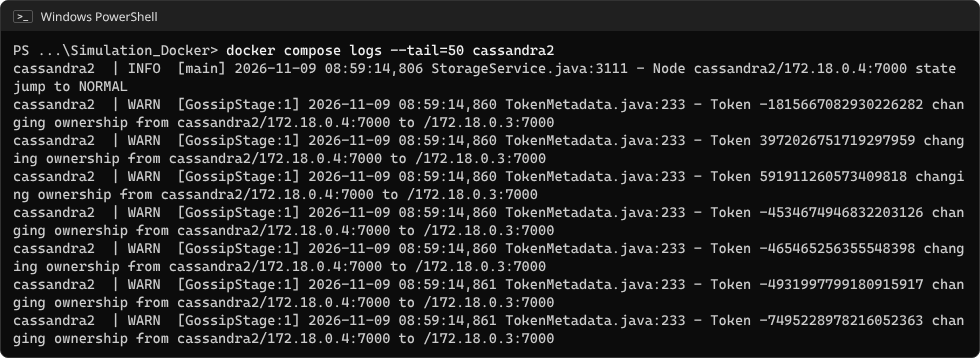 Windows PowerShell
PS ...\Simulation_Docker> docker compose logs --tail=50 cassandra2
cassandra2  | INFO  [main] 2026-11-09 08:59:14,806 StorageService.java:3111 - Node cassandra2/172.18.0.4:7000 state
jump to NORMAL
cassandra2  | WARN  [GossipStage:1] 2026-11-09 08:59:14,860 TokenMetadata.java:233 - Token -1815667082930226282 chan
ging ownership from cassandra2/172.18.0.4:7000 to /172.18.0.3:7000
cassandra2  | WARN  [GossipStage:1] 2026-11-09 08:59:14,860 TokenMetadata.java:233 - Token 3972026751719297959 chang
ing ownership from cassandra2/172.18.0.4:7000 to /172.18.0.3:7000
cassandra2  | WARN  [GossipStage:1] 2026-11-09 08:59:14,860 TokenMetadata.java:233 - Token 591911260573409818 changi
ng ownership from cassandra2/172.18.0.4:7000 to /172.18.0.3:7000
cassandra2  | WARN  [GossipStage:1] 2026-11-09 08:59:14,860 TokenMetadata.java:233 - Token -4534674946832203126 chan
ging ownership from cassandra2/172.18.0.4:7000 to /172.18.0.3:7000
cassandra2  | WARN  [GossipStage:1] 2026-11-09 08:59:14,860 TokenMetadata.java:233 - Token -465465256355548398 chang
ing ownership from cassandra2/172.18.0.4:7000 to /172.18.0.3:7000
cassandra2  | WARN  [GossipStage:1] 2026-11-09 08:59:14,861 TokenMetadata.java:233 - Token -4931997799180915917 chan
ging ownership from cassandra2/172.18.0.4:7000 to /172.18.0.3:7000
cassandra2  | WARN  [GossipStage:1] 2026-11-09 08:59:14,861 TokenMetadata.java:233 - Token -7495228978216052363 chan
ging ownership from cassandra2/172.18.0.4:7000 to /172.18.0.3:7000